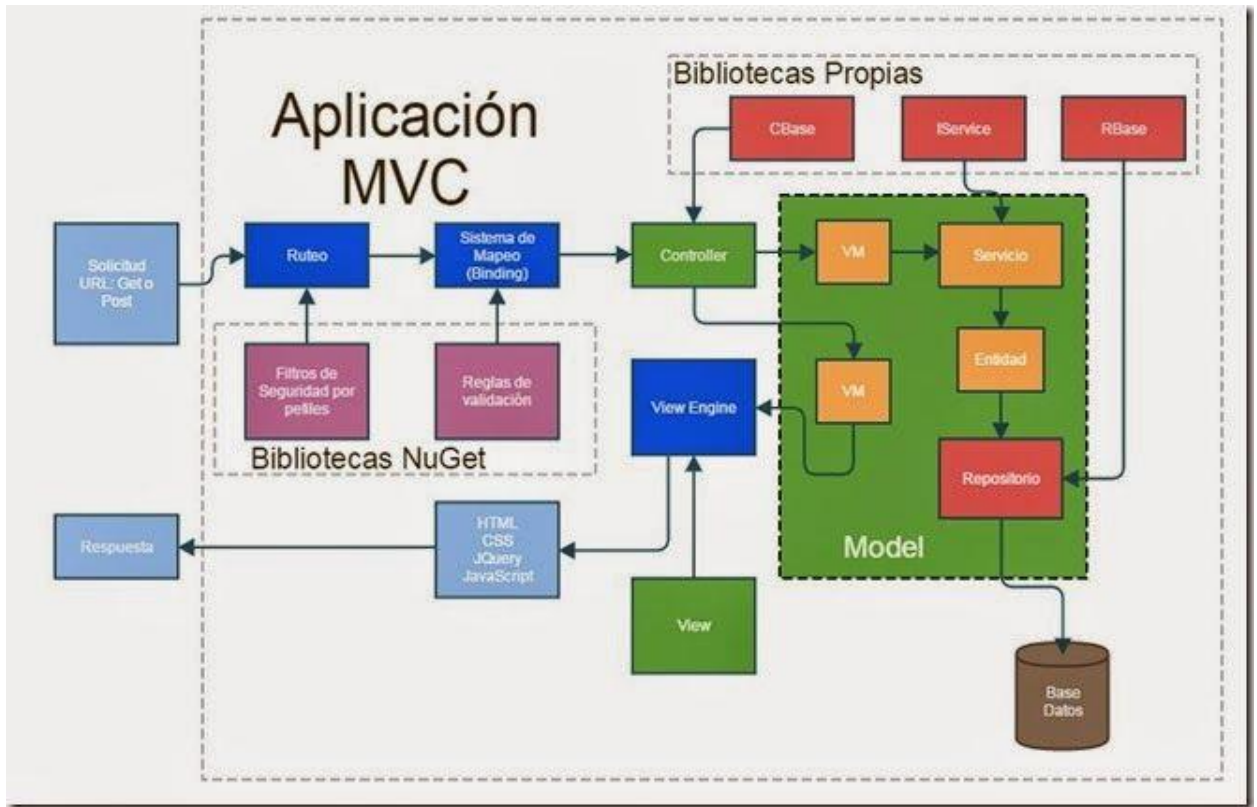 Bibliotecas Propias
Aplicación
MVC
CBase
IService
RBase
Solicitud
URL: Get o
Post
Ruteo
Sistema de
Mapeo
(Binding)
Controller
VM
Servicio
Filtros de
Seguridad por
pefiles
Reglas de
validación
View Engine
VM
Entidad
Bibliotecas NuGet
Repositorio
Respuesta
HTML
CSS
JQuery
JavaScript
Model
View
Base
Datos